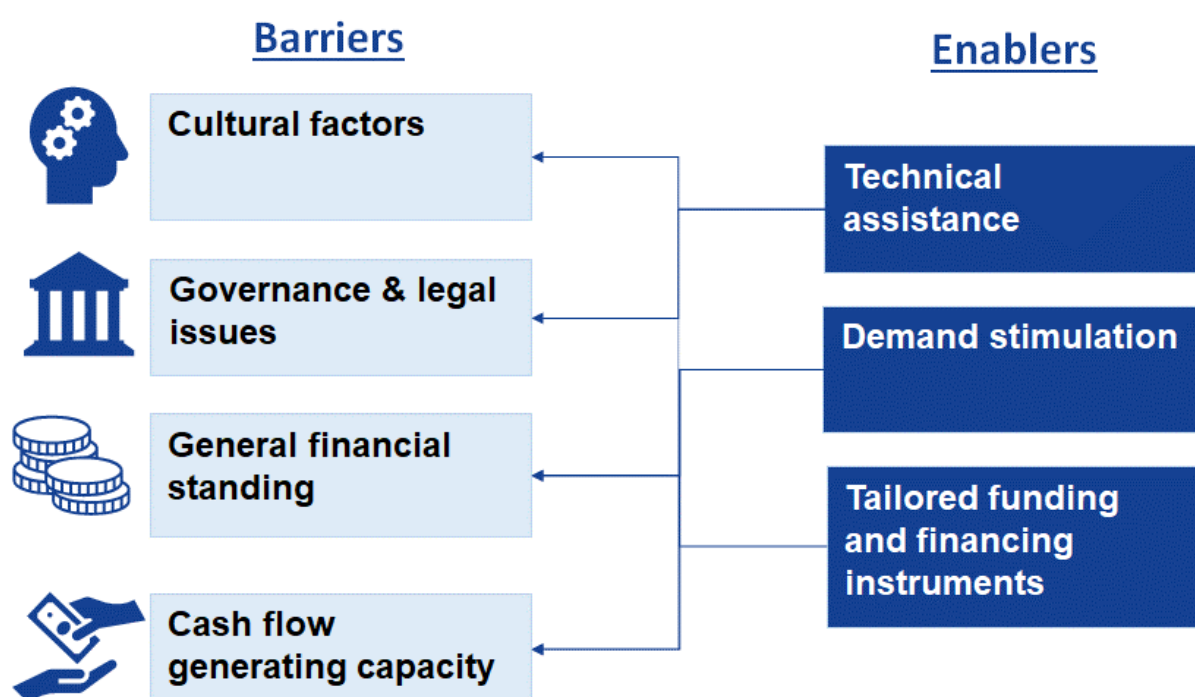 Barriers
Cultural factors
Governance & legal
issues
General financial
standing
Cash flow
generating capacity
Enablers
Technical
assistance
Demand stimulation
Tailored funding
and financing
instruments